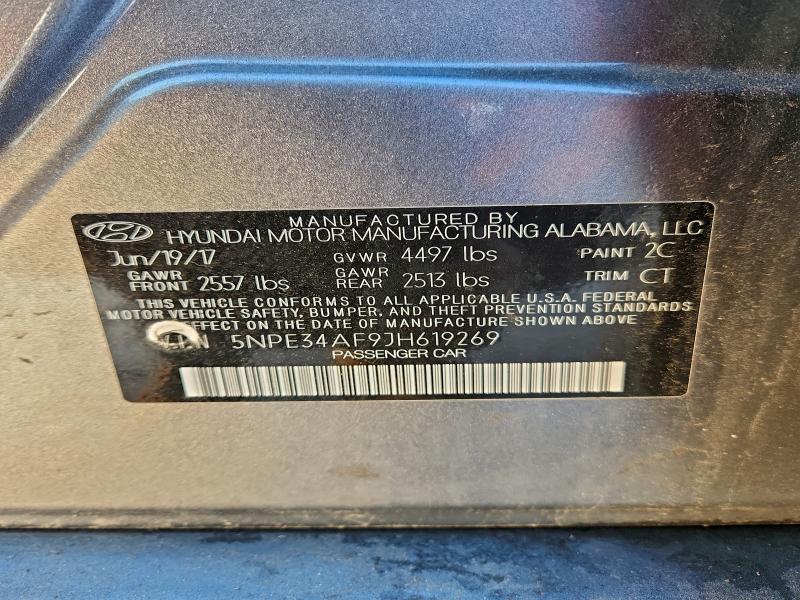 MANUFACTURED BY
HYUNDAI MOTOR MANUFACTURING ALABAMA, LLC
Jun/19/17 GVWR 4497 lbs PAINT 2C
GAWR FRONT 2557 lbs GAWR REAR 2513 lbs TRIM CT
THIS VEHICLE CONFORMS TO ALL APPLICABLE U.S.A. FEDERAL
MOTOR VEHICLE SAFETY, BUMPER, AND THEFT PREVENTION STANDARDS
EFFECT ON THE DATE OF MANUFACTURE SHOWN ABOVE
5NPE34AF9JH619269
PASSENGER CAR